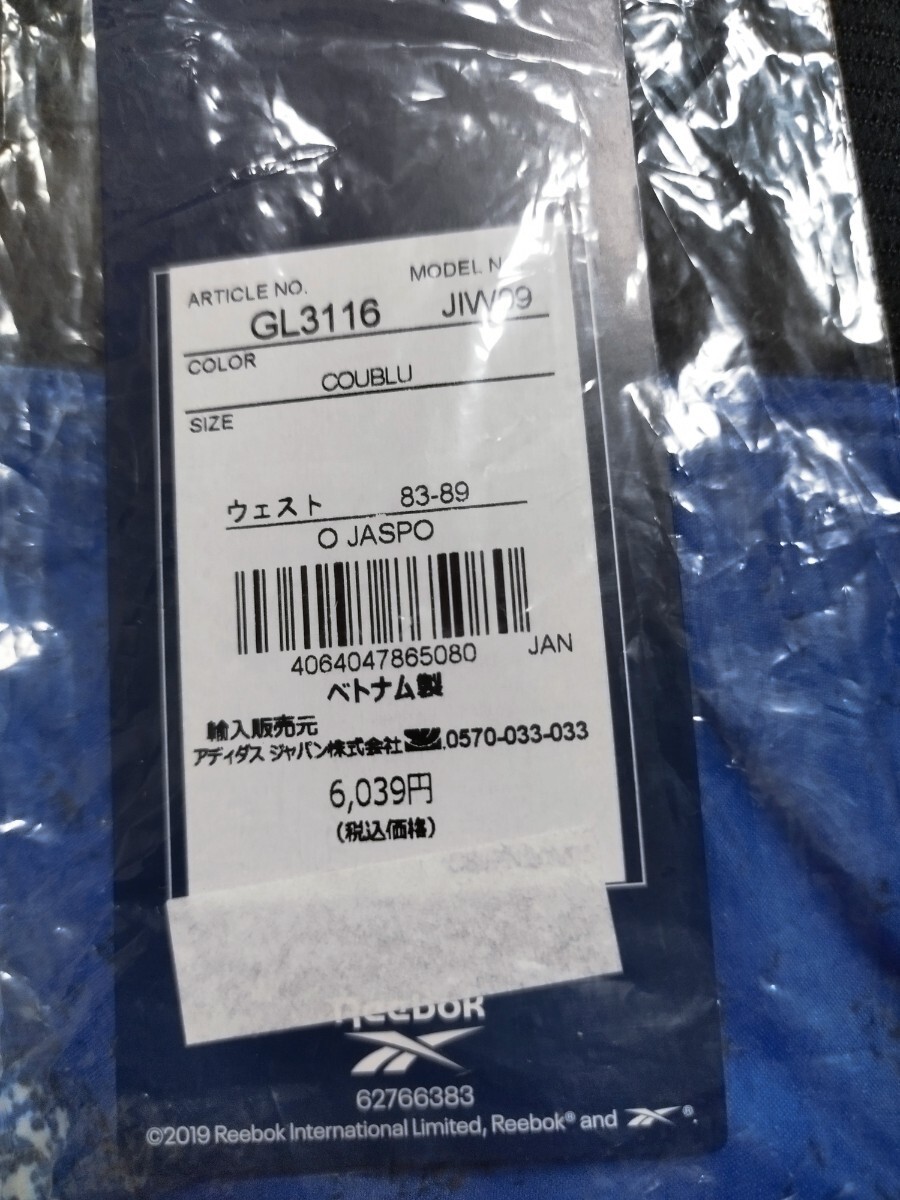 ARTICLE NO. MODEL N
GL3116 JIW09
COLOR
COUBLU
SIZE
ウェスト 83-89
O JASPO
4064047865080 JAN
ベトナム製
輸入販売元
アディダス ジャパン株式会社 .0570-033-033
6,039円
(税込価格)
Reebok
62766383
©2019 Reebok International Limited, Reebok® and ®.